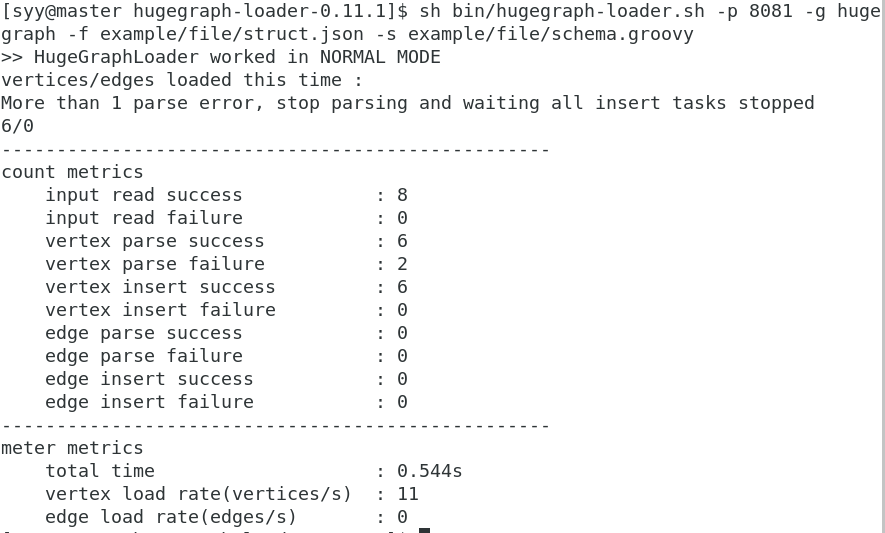 [syy@master hugegraph-loader-0.11.1]$ sh bin/hugegraph-loader.sh -p 8081 -g huge
graph -f example/file/struct.json -s example/file/schema.groovy
>> HugeGraphLoader worked in NORMAL MODE
vertices/edges loaded this time :
More than 1 parse error, stop parsing and waiting all insert tasks stopped
6/0
--------------------------------------------------
count metrics
    input read success            : 8
    input read failure            : 0
    vertex parse success          : 6
    vertex parse failure          : 2
    vertex insert success         : 6
    vertex insert failure         : 0
    edge parse success            : 0
    edge parse failure            : 0
    edge insert success           : 0
    edge insert failure           : 0
--------------------------------------------------
meter metrics
    total time                    : 0.544s
    vertex load rate(vertices/s)  : 11
    edge load rate(edges/s)       : 0